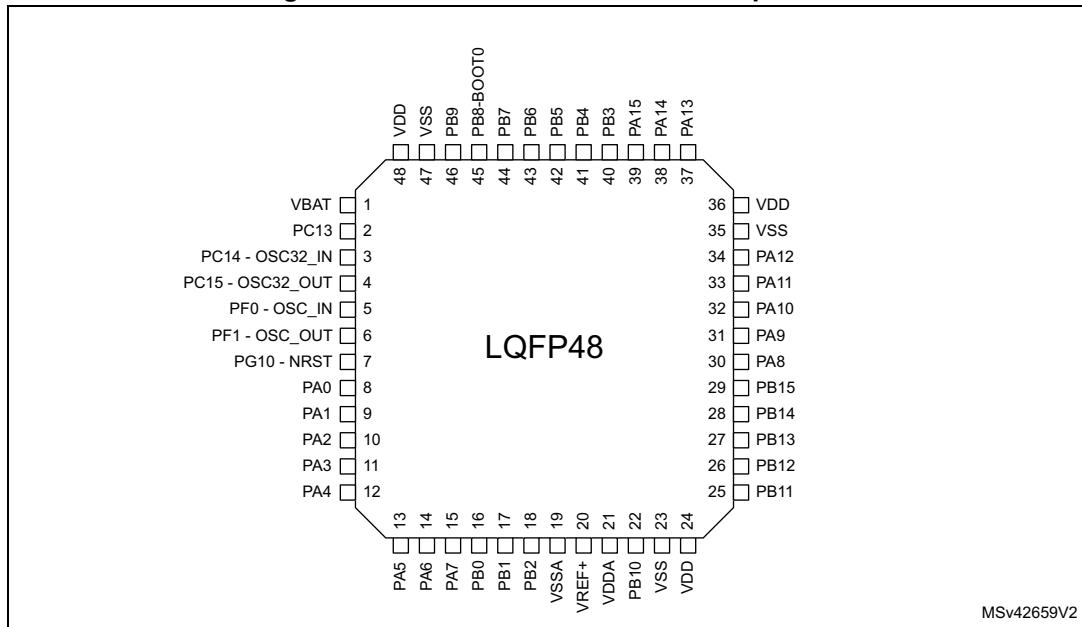 VDD
VSS
PB9
PB8-BOOT0
PB7
PB6
PB5
PB4
PB3
PA15
PA14
PA13
48
47
46
45
44
43
42
41
40
39
38
37
VBAT 1
PC13 2
PC14 - OSC32_IN 3
PC15 - OSC32_OUT 4
PF0 - OSC_IN 5
PF1 - OSC_OUT 6
PG10 - NRST 7
PA0 8
PA1 9
PA2 10
PA3 11
PA4 12
LQFP48
36 VDD
35 VSS
34 PA12
33 PA11
32 PA10
31 PA9
30 PA8
29 PB15
28 PB14
27 PB13
26 PB12
25 PB11
13
14
15
16
17
18
19
20
21
22
23
24
PA5
PA6
PA7
PB0
PB1
PB2
VSSA
VREF+
VDDA
PB10
VSS
VDD
MSv42659V2